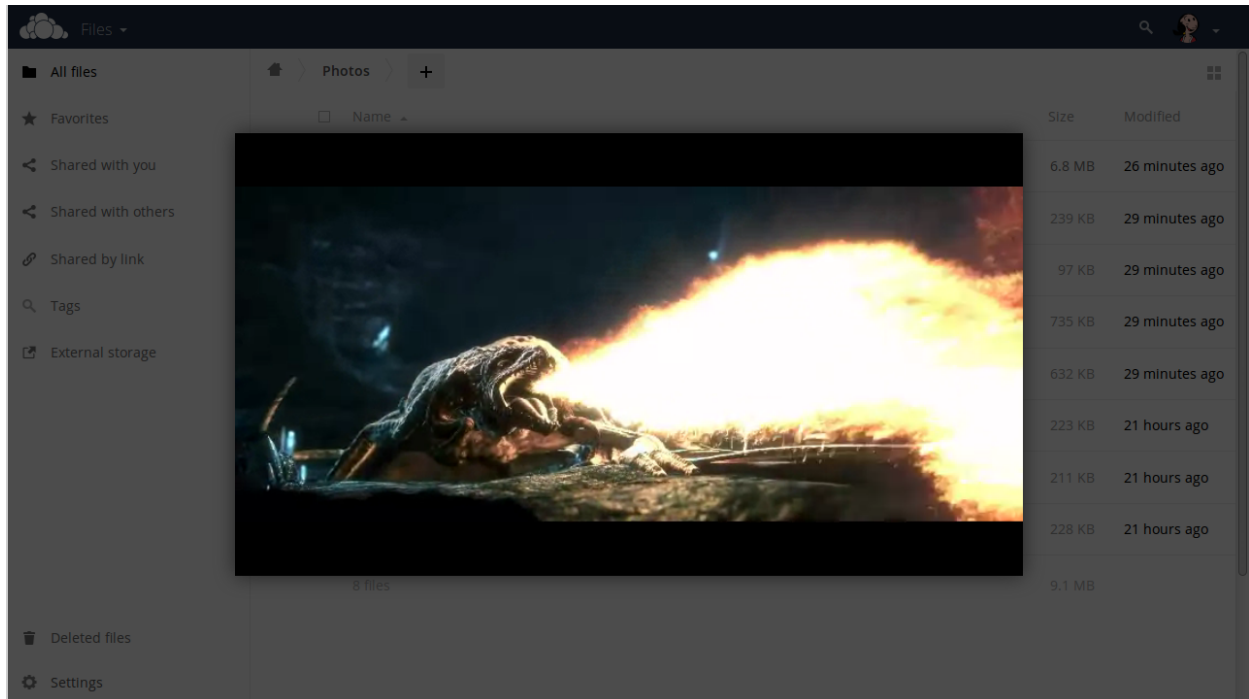 Files
All files
Favorites
Shared with you
Shared with others
Shared by link
Tags
External storage
Deleted files
Settings
Photos +
Name Size Modified
6.8 MB 26 minutes ago
239 KB 29 minutes ago
97 KB 29 minutes ago
735 KB 29 minutes ago
632 KB 29 minutes ago
223 KB 21 hours ago
211 KB 21 hours ago
228 KB 21 hours ago
8 files 9.1 MB